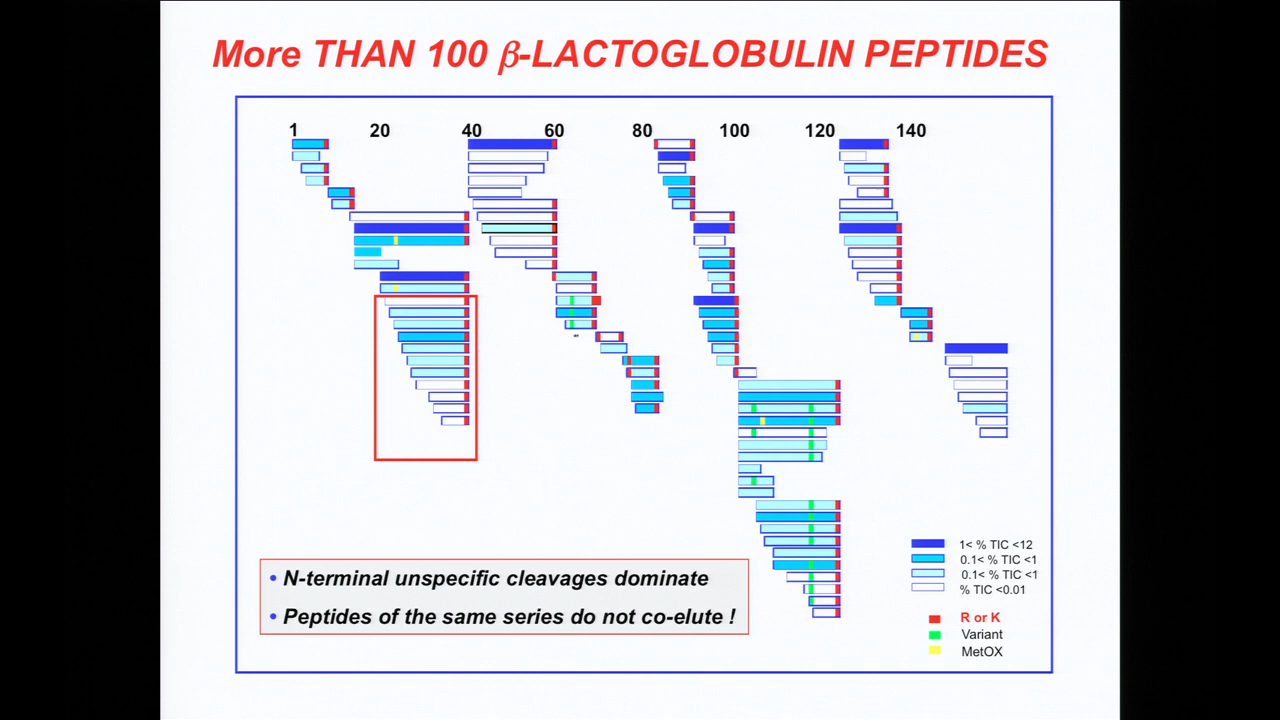 More THAN 100 β-LACTOGLOBULIN PEPTIDES
1 20 40 60 80 100 120 140
1< % TIC <12
0.1< % TIC <1
0.1< % TIC <1
% TIC <0.01
• N-terminal unspecific cleavages dominate
• Peptides of the same series do not co-elute !
R or K
Variant
MetOX